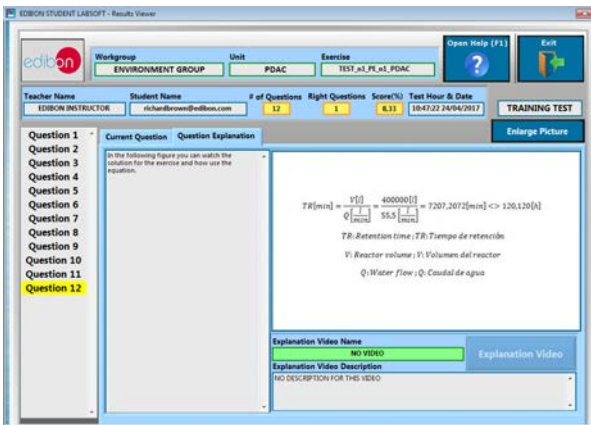 EDIBON STUDENT LABSOFT - Results Viewer
edibon
Workgroup
ENVIRONMENT GROUP
Unit
PDAC
Exercise
TEST_n1_PE_n1_PDAC
Open Help (F1)
?
Exit
Teacher Name
EDIBON INSTRUCTOR
Student Name
richardbrown@edibon.com
# of Questions
12
Right Questions
1
Score(%)
8,33
Test Hour & Date
10:47:22 24/04/2017
TRAINING TEST
Question 1
Question 2
Question 3
Question 4
Question 5
Question 6
Question 7
Question 8
Question 9
Question 10
Question 11
Question 12
Current Question
Question Explanation
Enlarge Picture
In the following figure you can watch the
solution for the exercise and how use the
equation.
TR[min] = V[l] / Q[l/min] = 400000[l] / 55,5 [l/min] = 7207,2072[min] <> 120,120[h]
TR: Retention time ; TR: Tiempo de retención
V: Reactor volume ; V: Volumen del reactor
Q: Water flow ; Q: Caudal de agua
Explanation Video Name
NO VIDEO
Explanation Video
Explanation Video Description
NO DESCRIPTION FOR THIS VIDEO